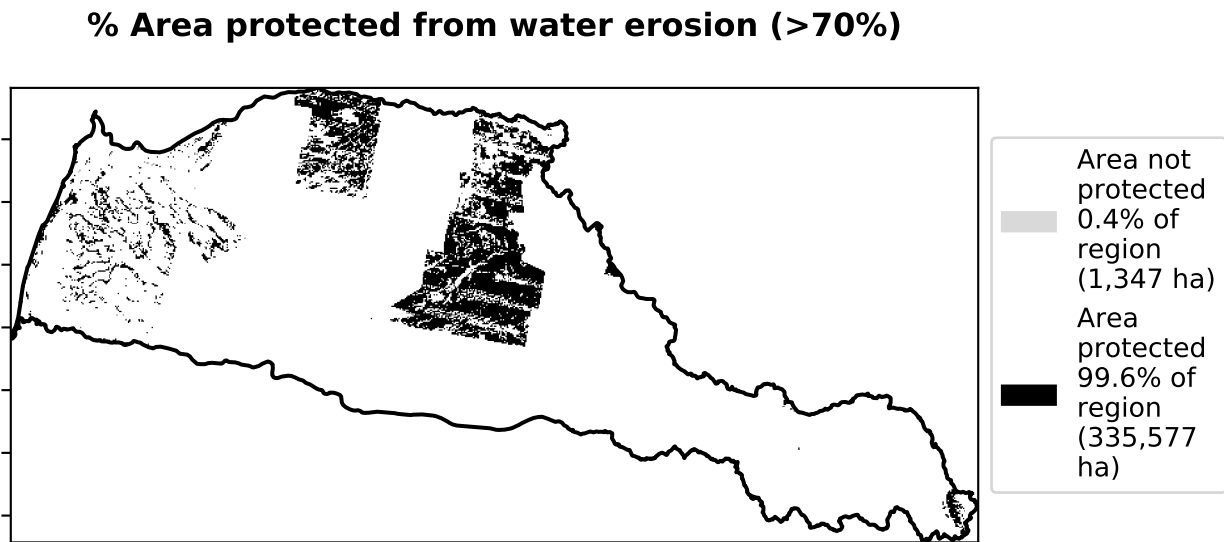 % Area protected from water erosion (>70%)
Area not
protected
0.4% of
region
(1,347 ha)
Area
protected
99.6% of
region
(335,577
ha)